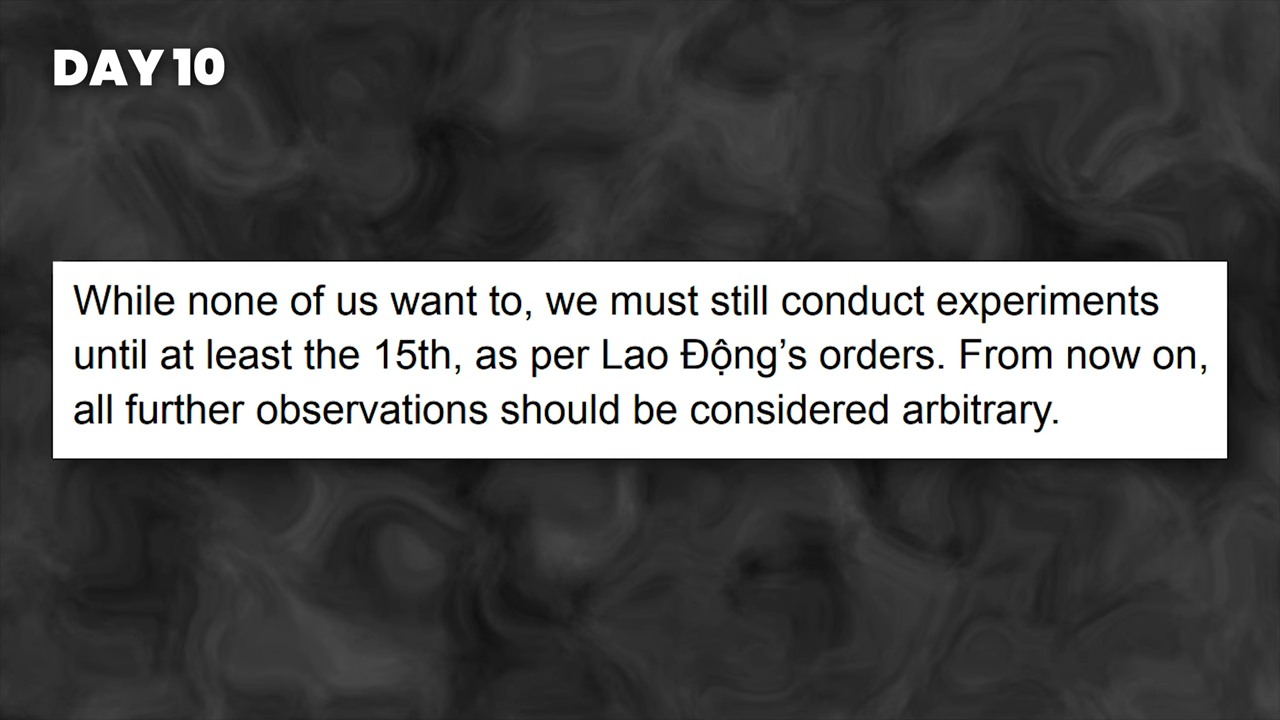 DAY 10
While none of us want to, we must still conduct experiments
until at least the 15th, as per Lao Động’s orders. From now on,
all further observations should be considered arbitrary.